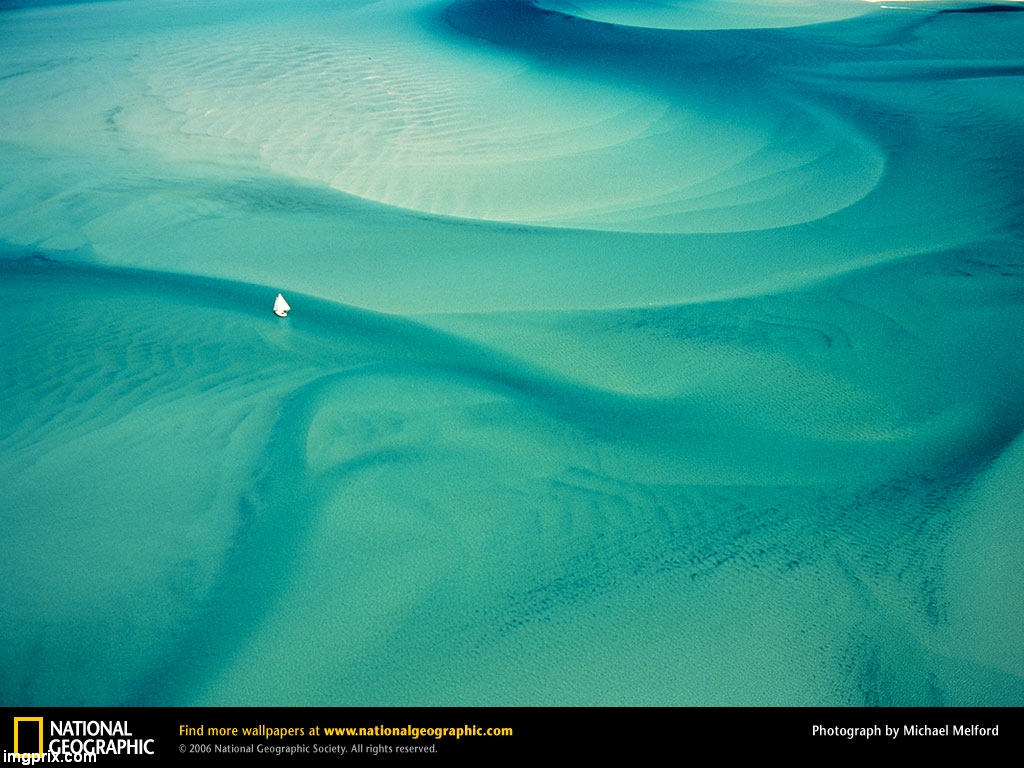 NATIONAL
GEOGRAPHIC
Find more wallpapers at www.nationalgeographic.com
© 2006 National Geographic Society. All rights reserved.
Photograph by Michael Melford
imgprix.com